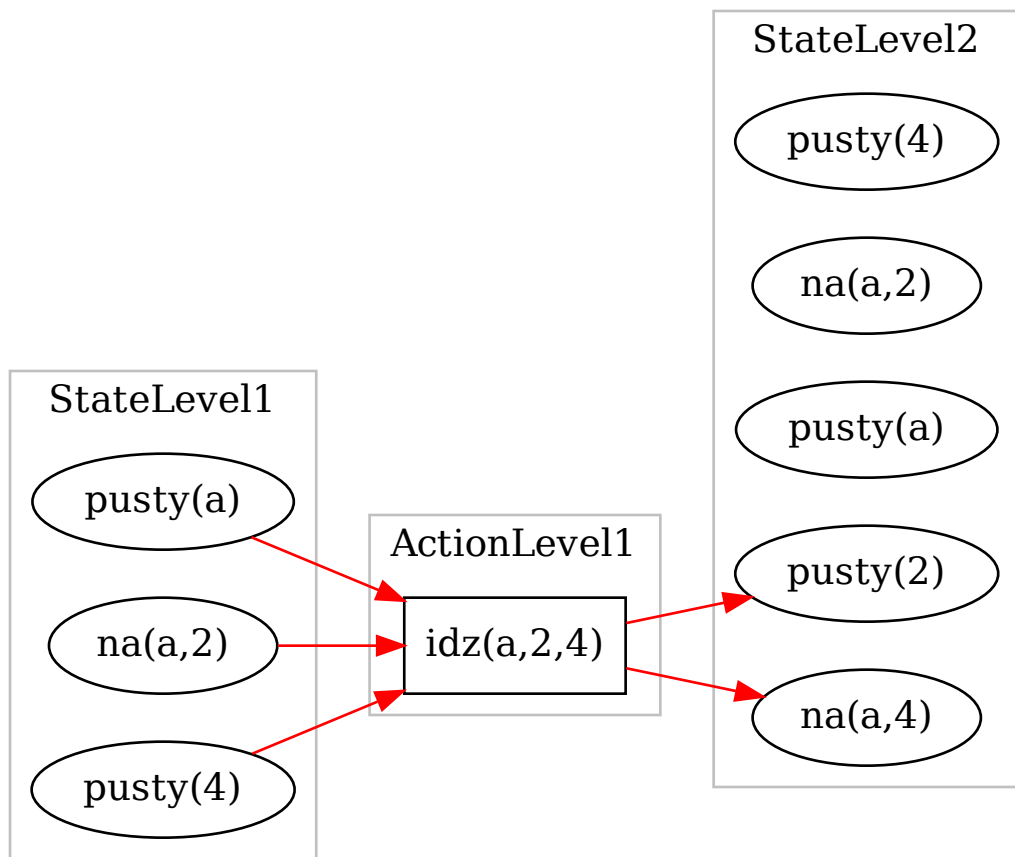 StateLevel1
pusty(a)
na(a,2)
pusty(4)
ActionLevel1
idz(a,2,4)
StateLevel2
pusty(4)
na(a,2)
pusty(a)
pusty(2)
na(a,4)